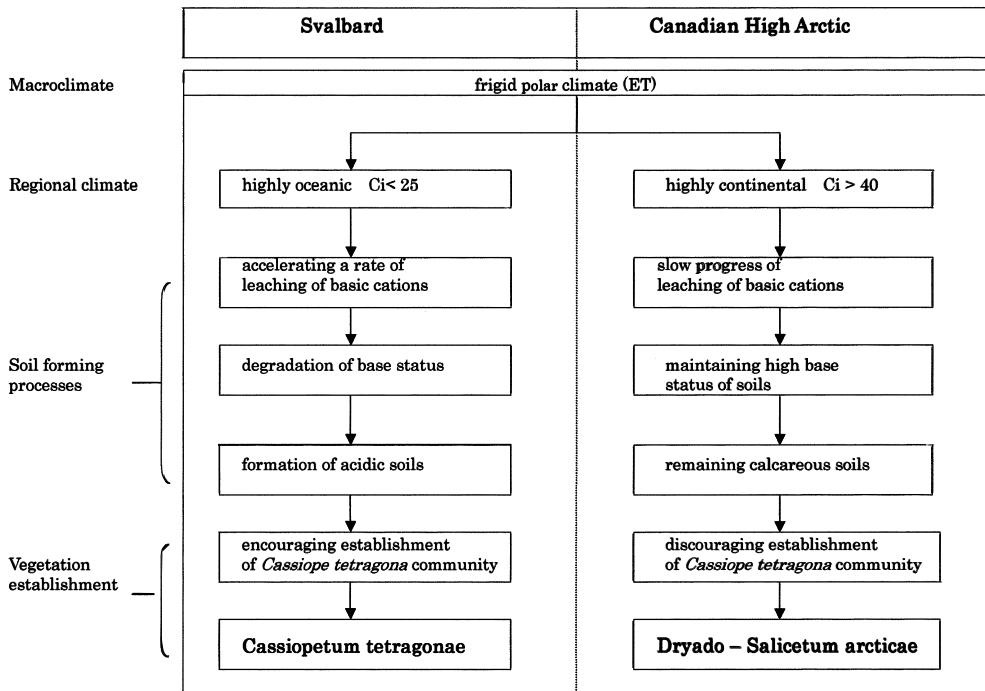 Svalbard
Canadian High Arctic
Macroclimate
frigid polar climate (ET)
Regional climate
highly oceanic Ci< 25
highly continental Ci > 40
accelerating a rate of
leaching of basic cations
slow progress of
leaching of basic cations
Soil forming
processes
degradation of base status
maintaining high base
status of soils
formation of acidic soils
remaining calcareous soils
Vegetation
establishment
encouraging establishment
of Cassiope tetragona community
discouraging establishment
of Cassiope tetragona community
Cassiopetum tetragonae
Dryado – Salicetum arcticae